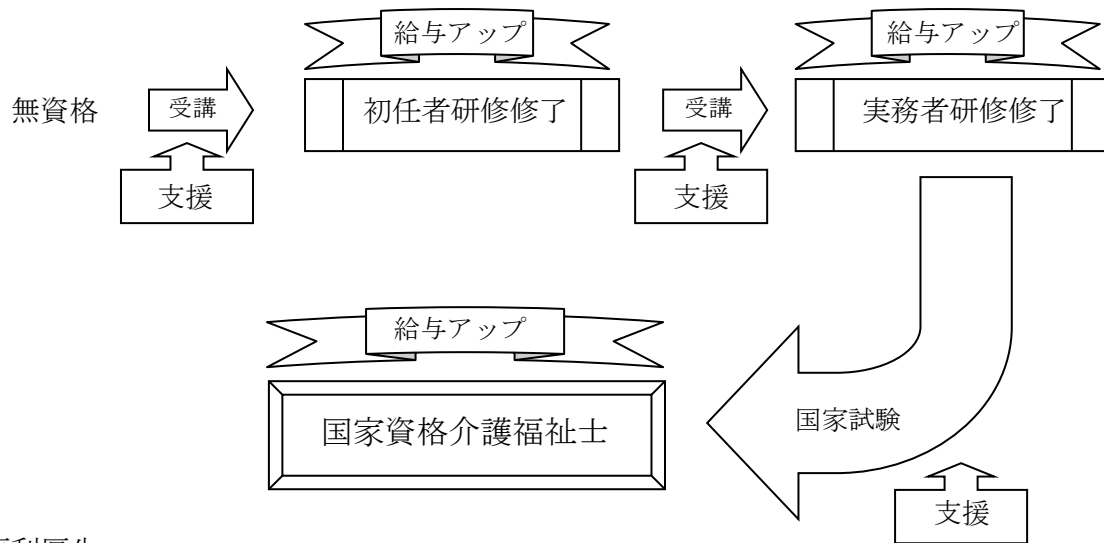 給与アップ
給与アップ
無資格
受講
初任者研修修了
受講
実務者研修修了
支援
支援
給与アップ
国家資格介護福祉士
国家試験
支援